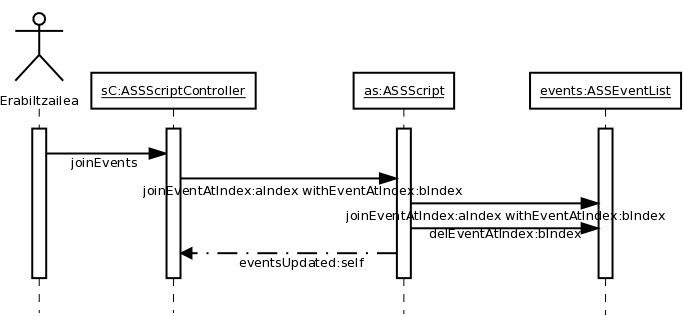 Erabiltzailea
sC:ASSScriptController
as:ASSScript
events:ASSEventList
joinEvents
joinEventAtIndex:aIndex withEventAtIndex:bIndex
joinEventAtIndex:aIndex withEventAtIndex:bIndex
delEventAtIndex:bIndex
eventsUpdated:self